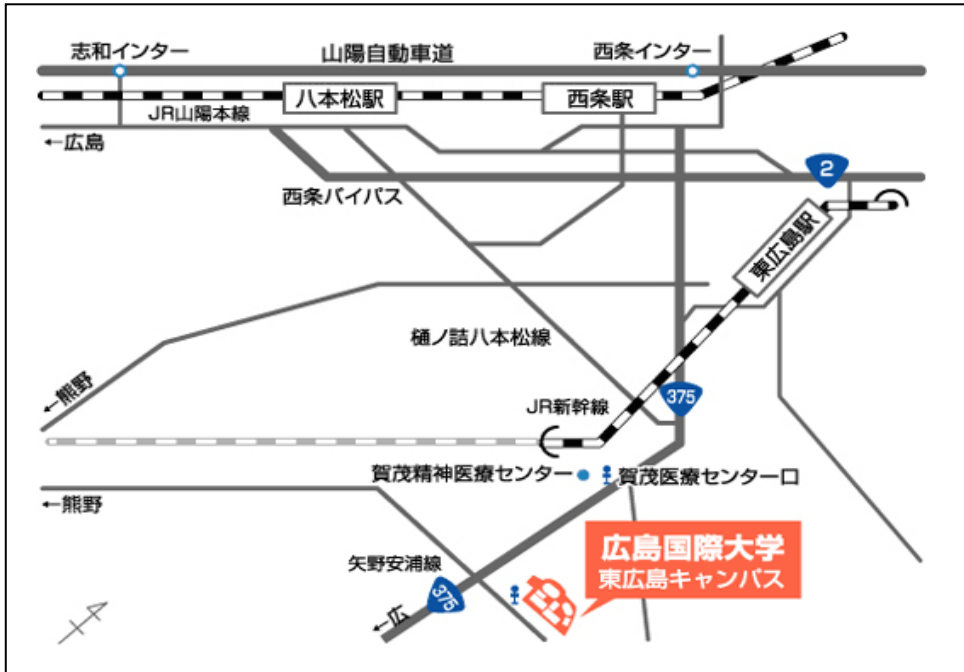 志和インター
山陽自動車道
西条インター
八本松駅
西条駅
JR山陽本線
←広島
2
西条バイパス
東広島駅
樋ノ詰八本松線
←熊野
JR新幹線
375
賀茂精神医療センター
賀茂医療センター口
←熊野
広島国際大学
東広島キャンパス
矢野安浦線
375
←広